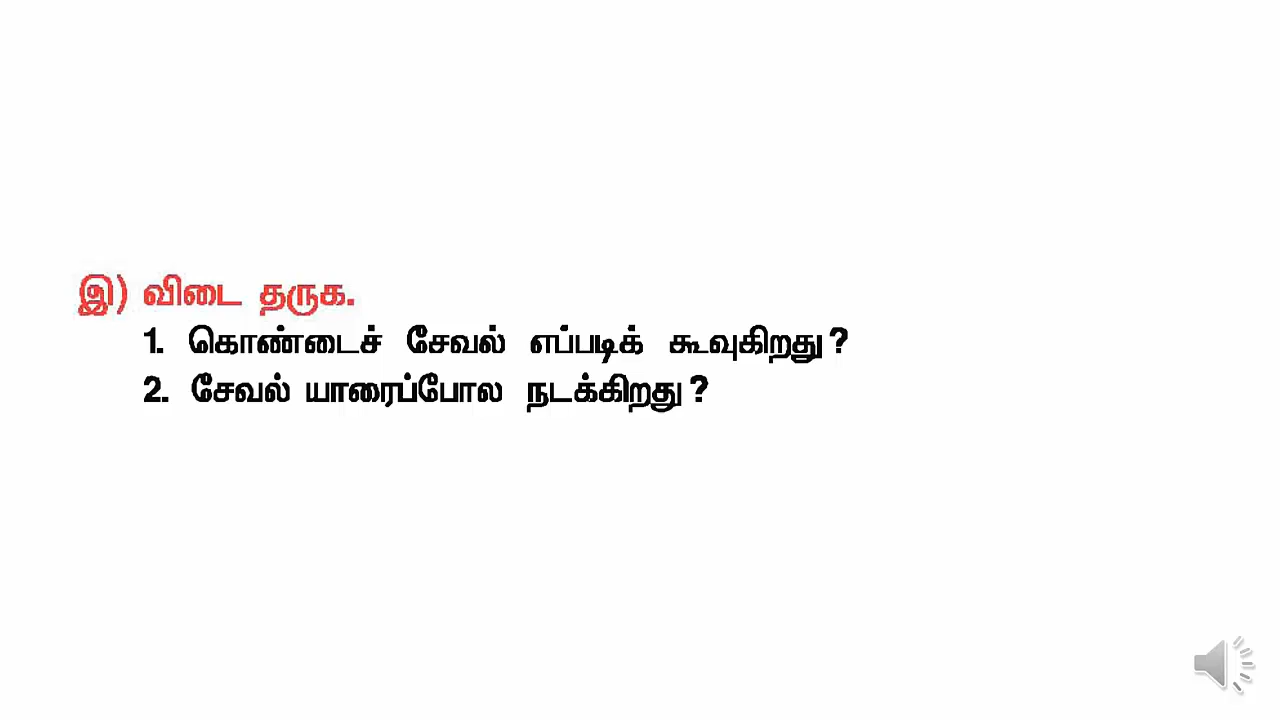 இ) விடை தருக.
1. கொண்டைச் சேவல் எப்படிக் கூவுகிறது?
2. சேவல் யாரைப்போல நடக்கிறது?